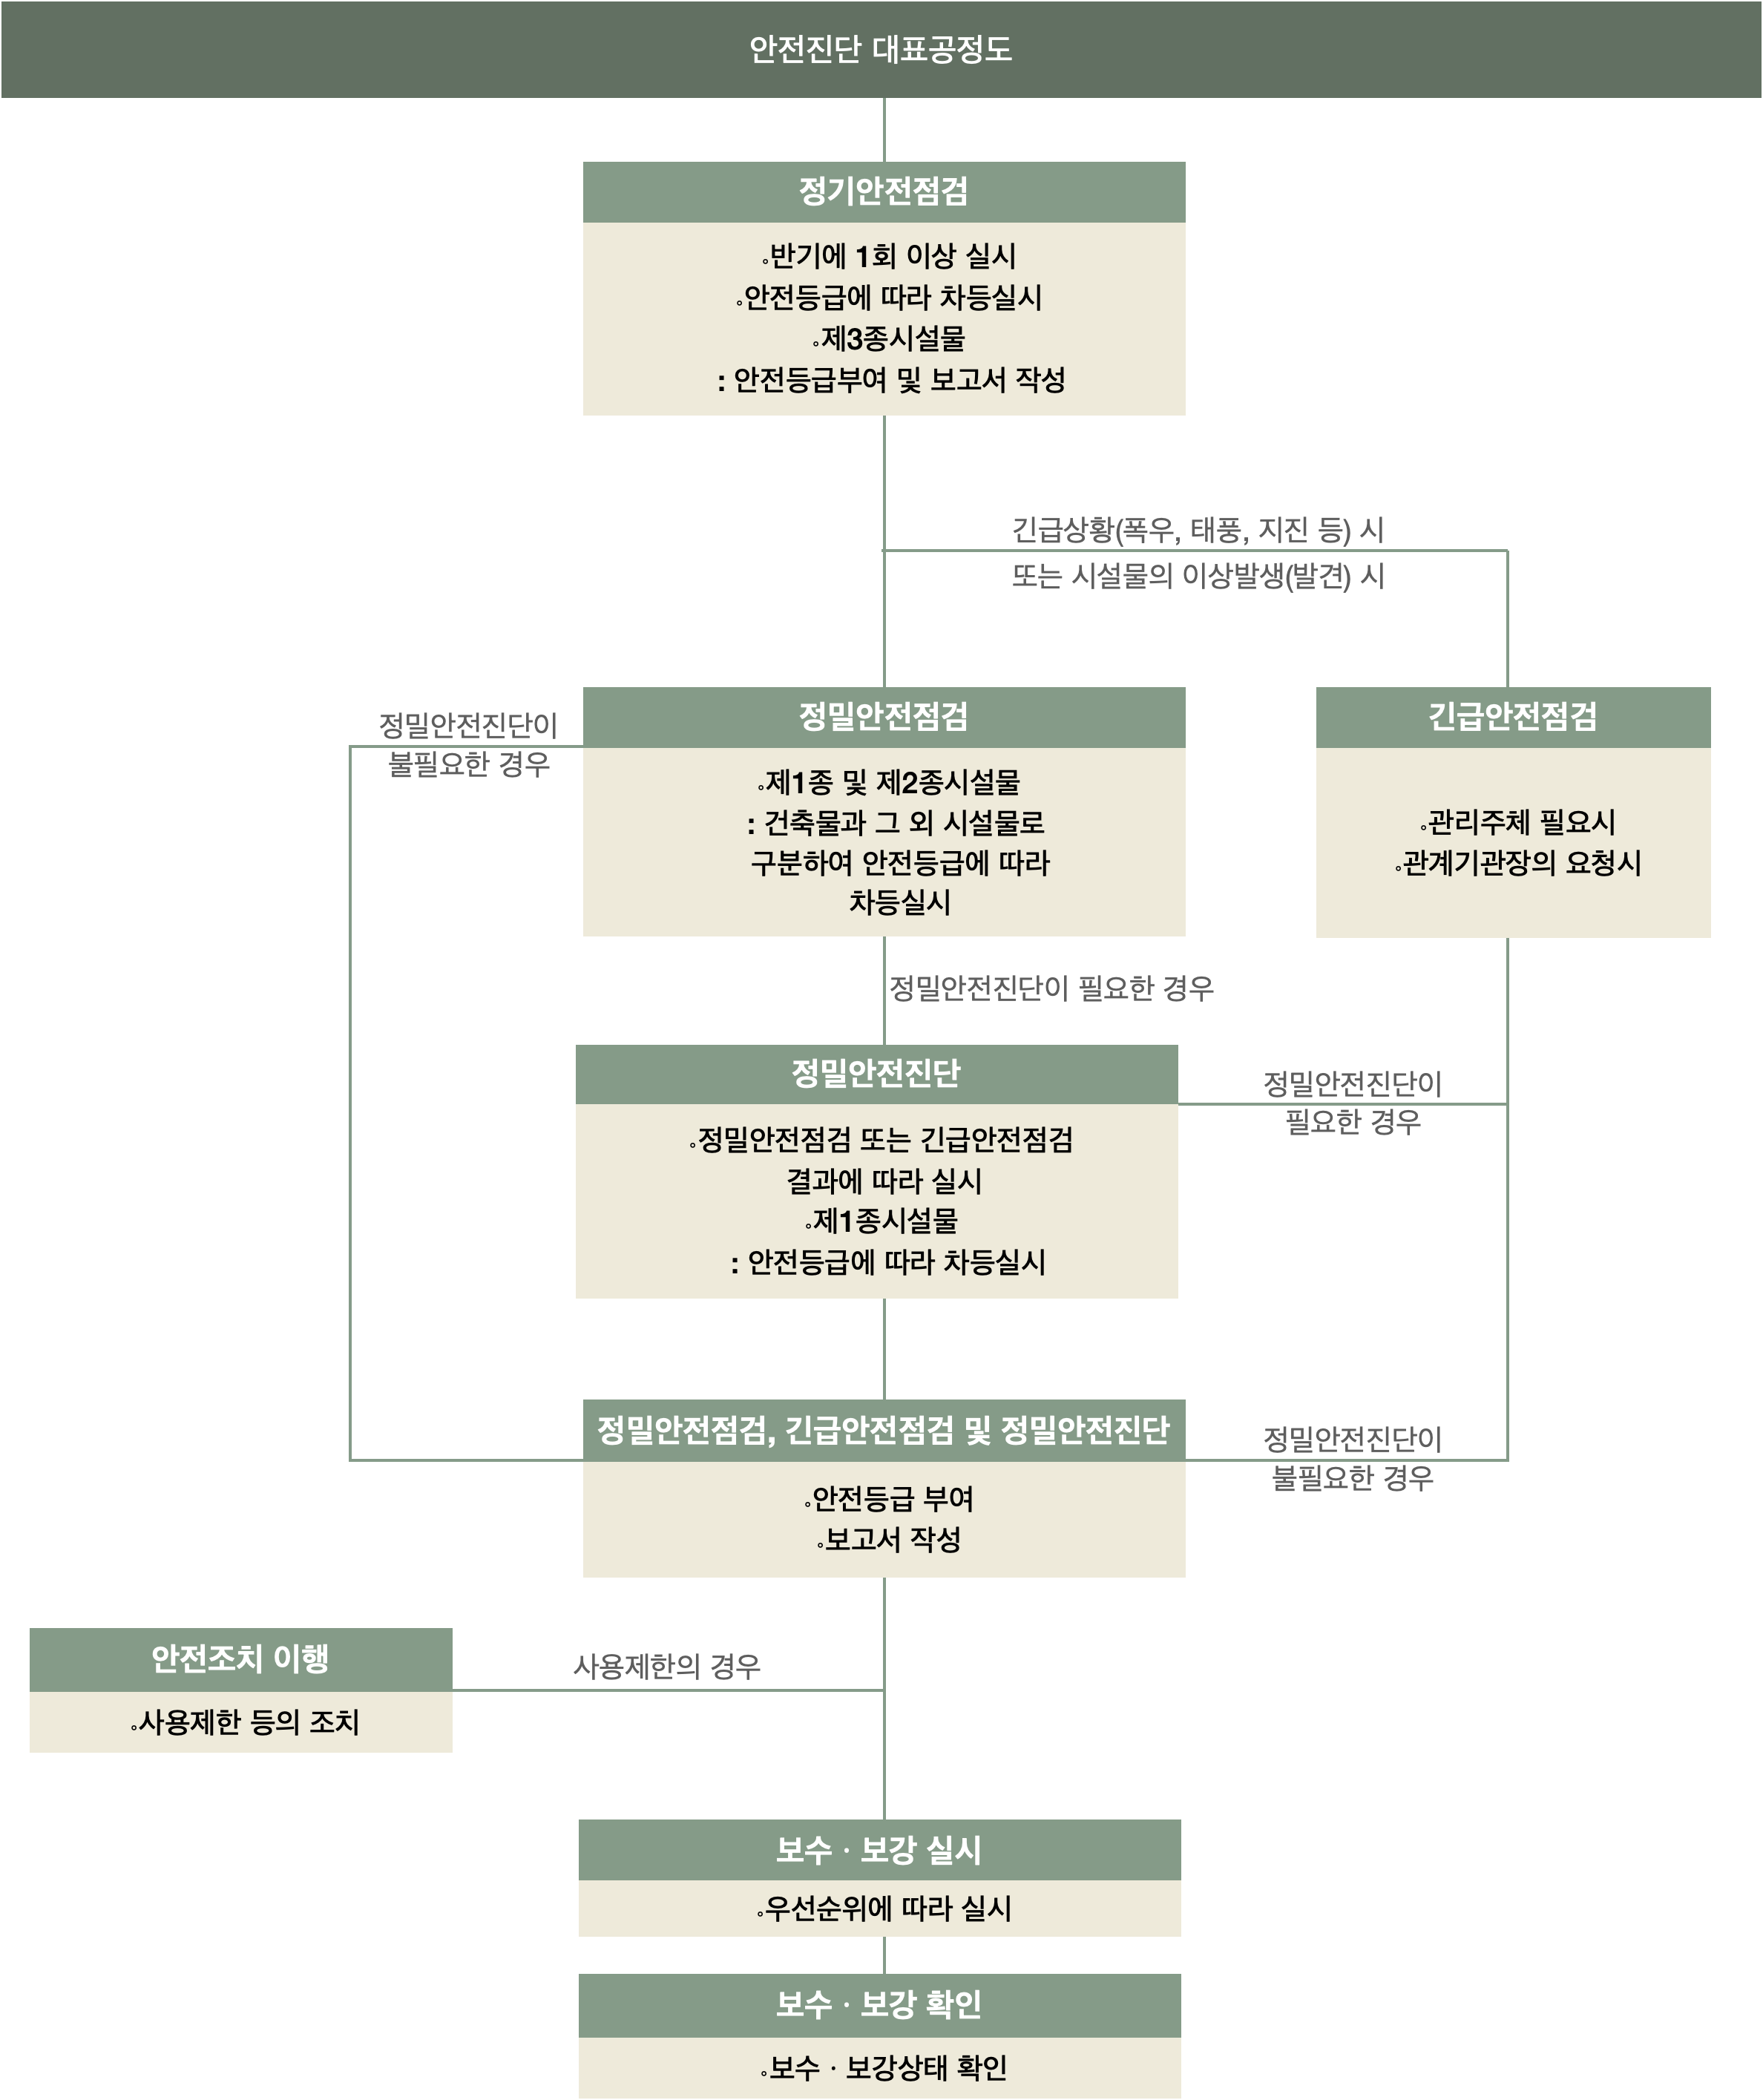 안전진단 대표공정도
정기안전점검
◦반기에 1회 이상 실시
◦안전등급에 따라 차등실시
◦제3종시설물
: 안전등급부여 및 보고서 작성
긴급상황(폭우, 태풍, 지진 등) 시
또는 시설물의 이상발생(발견) 시
정밀안전진단이
불필요한 경우
정밀안전점검
◦제1종 및 제2종시설물
: 건축물과 그 외 시설물로
구분하여 안전등급에 따라
차등실시
긴급안전점검
◦관리주체 필요시
◦관계기관장의 요청시
정밀안전진단이 필요한 경우
정밀안전진단
◦정밀안전점검 또는 긴급안전점검
결과에 따라 실시
◦제1종시설물
: 안전등급에 따라 차등실시
정밀안전진단이
필요한 경우
정밀안전점검, 긴급안전점검 및 정밀안전진단
◦안전등급 부여
◦보고서 작성
정밀안전진단이
불필요한 경우
안전조치 이행
◦사용제한 등의 조치
사용제한의 경우
보수 · 보강 실시
◦우선순위에 따라 실시
보수 · 보강 확인
◦보수 · 보강상태 확인